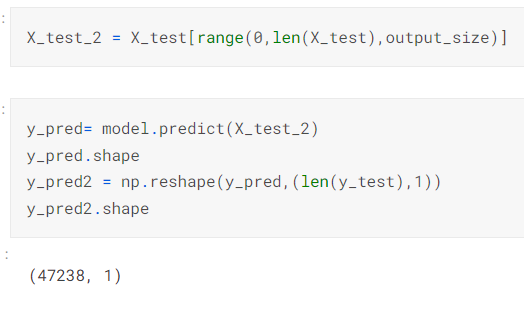 :
X_test_2 = X_test[range(0,len(X_test),output_size)]
:
y_pred= model.predict(X_test_2)
y_pred.shape
y_pred2 = np.reshape(y_pred,(len(y_test),1))
y_pred2.shape
:
(47238, 1)